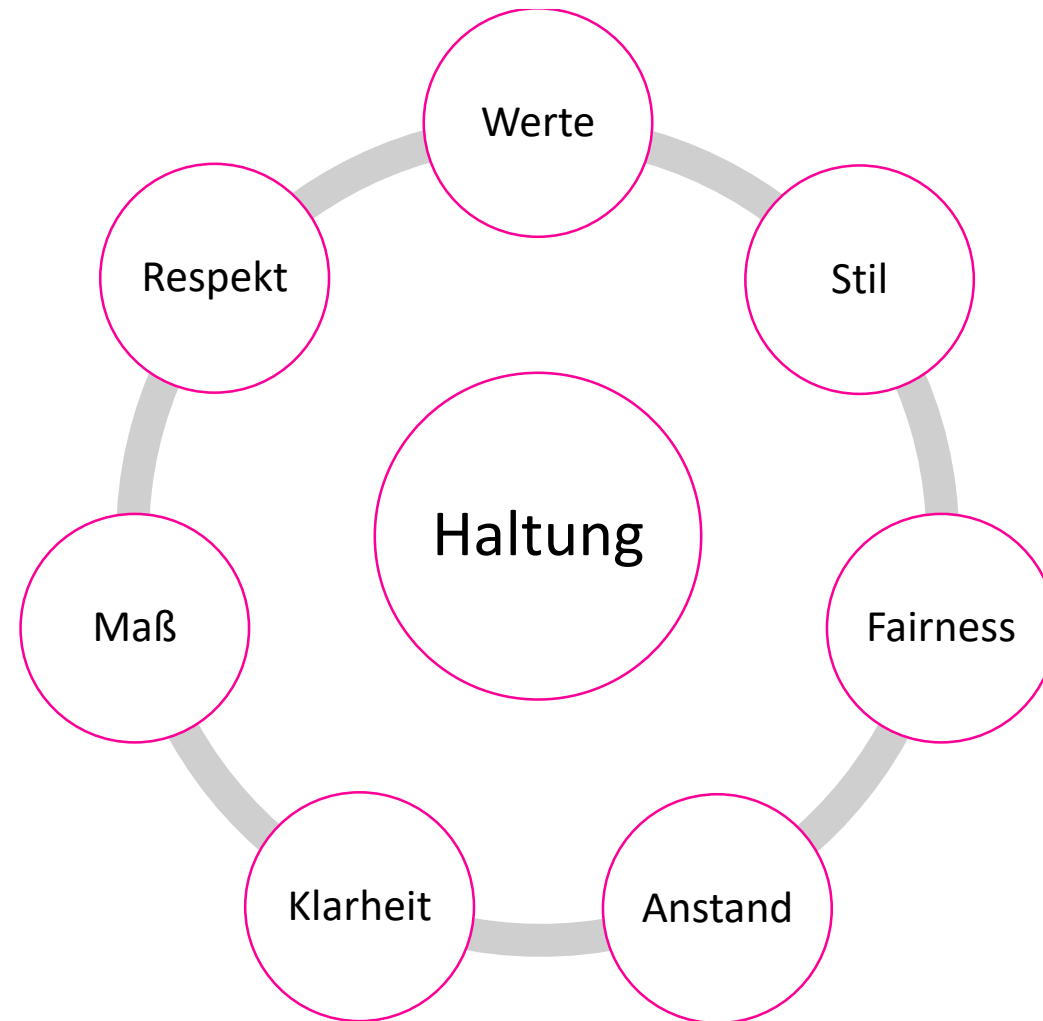 Werte
Stil
Fairness
Anstand
Klarheit
Maß
Respekt
Haltung